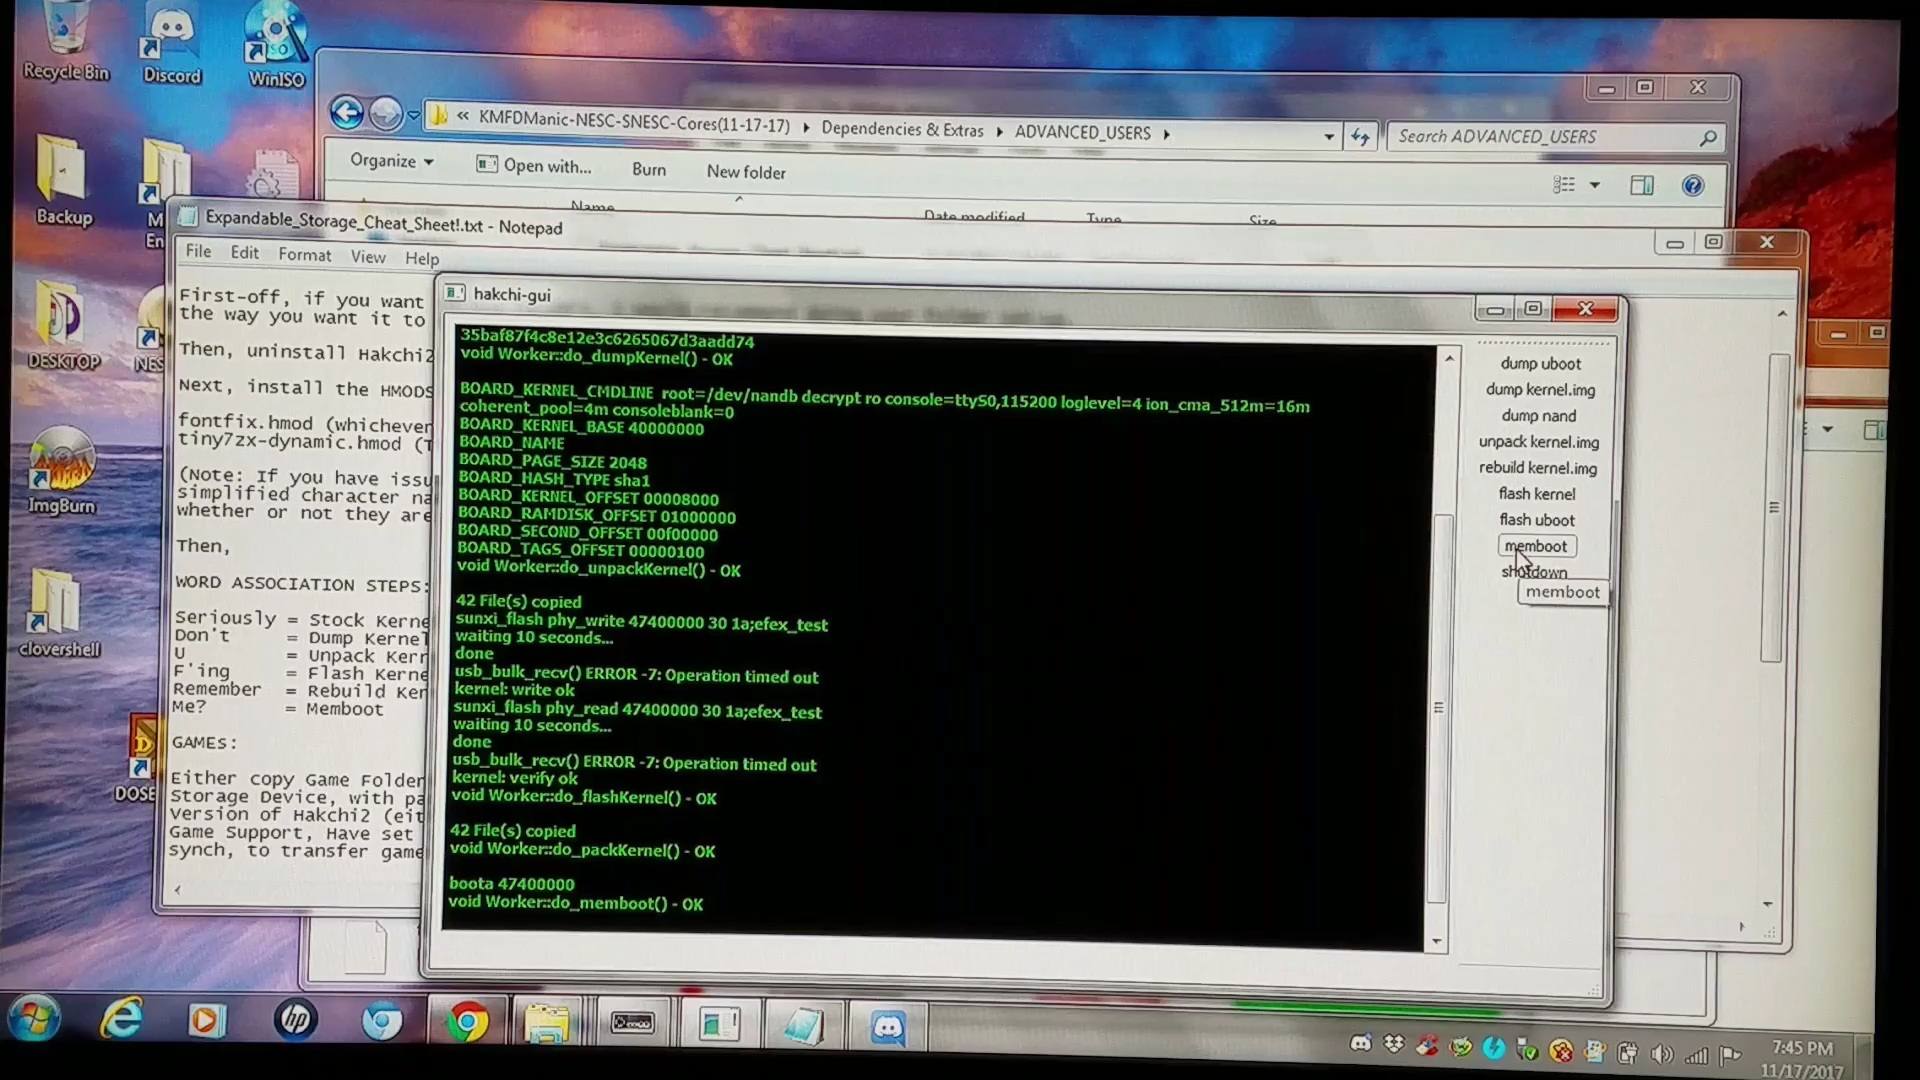 Recycle Bin
Discord
WinISO
Backup
DESKTOP
ImgBurn
clovershell
KMFDManic-NESC-SNESC-Cores(11-17-17)
Dependencies & Extras
ADVANCED_USERS
Search ADVANCED_USERS
Organize
Open with...
Burn
New folder
Name
Date modified
Type
Size
Expandable_Storage_Cheat_Sheet!.txt - Notepad
File Edit Format View Help
First-off, if you want
the way you want it to
Then, uninstall Hakchi2
Next, install the HMODS
fontfix.hmod (whichever
tiny7zx-dynamic.hmod (T
(Note: If you have issu
simplified character na
whether or not they are
Then,
WORD ASSOCIATION STEPS:
Seriously = Stock Kerne
Don't = Dump Kernel
U = Unpack Kern
F'ing = Flash Kerne
Remember = Rebuild Ker
Me? = Memboot
GAMES:
Either copy Game Folder
Storage Device, with pa
version of Hakchi2 (eit
Game Support, Have set
synch, to transfer game
hakchi-gui
35baf87f4c8e12e3c6265067d3aadd74
void Worker::do_dumpKernel() - OK
BOARD_KERNEL_CMDLINE root=/dev/nandb decrypt ro console=ttyS0,115200 loglevel=4 ion_cma_512m=16m
coherent_pool=4m consoleblank=0
BOARD_KERNEL_BASE 40000000
BOARD_NAME
BOARD_PAGE_SIZE 2048
BOARD_HASH_TYPE sha1
BOARD_KERNEL_OFFSET 00008000
BOARD_RAMDISK_OFFSET 01000000
BOARD_SECOND_OFFSET 00f00000
BOARD_TAGS_OFFSET 00000100
void Worker::do_unpackKernel() - OK
42 File(s) copied
sunxi_flash phy_write 47400000 30 1a;efex_test
waiting 10 seconds...
done
usb_bulk_recv() ERROR -7: Operation timed out
kernel: write ok
sunxi_flash phy_read 47400000 30 1a;efex_test
waiting 10 seconds...
done
usb_bulk_recv() ERROR -7: Operation timed out
kernel: verify ok
void Worker::do_flashKernel() - OK
42 File(s) copied
void Worker::do_packKernel() - OK
boota 47400000
void Worker::do_memboot() - OK
dump uboot
dump kernel.img
dump nand
unpack kernel.img
rebuild kernel.img
flash kernel
flash uboot
memboot
shutdown
memboot
hp
7:45 PM
11/17/2017